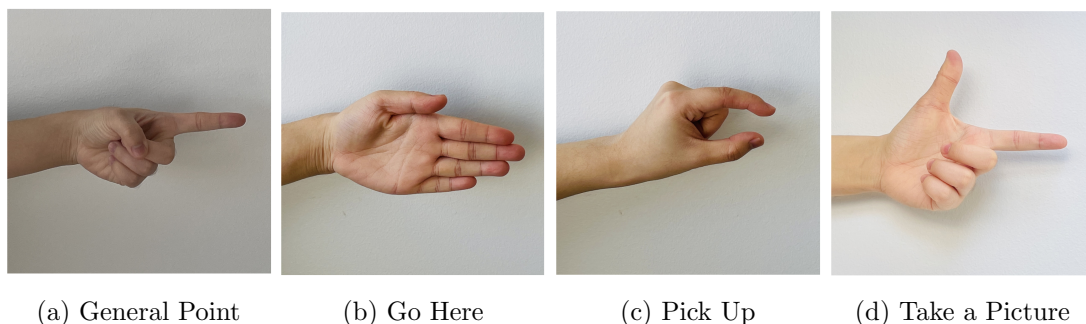 (a) General Point
(b) Go Here
(c) Pick Up
(d) Take a Picture